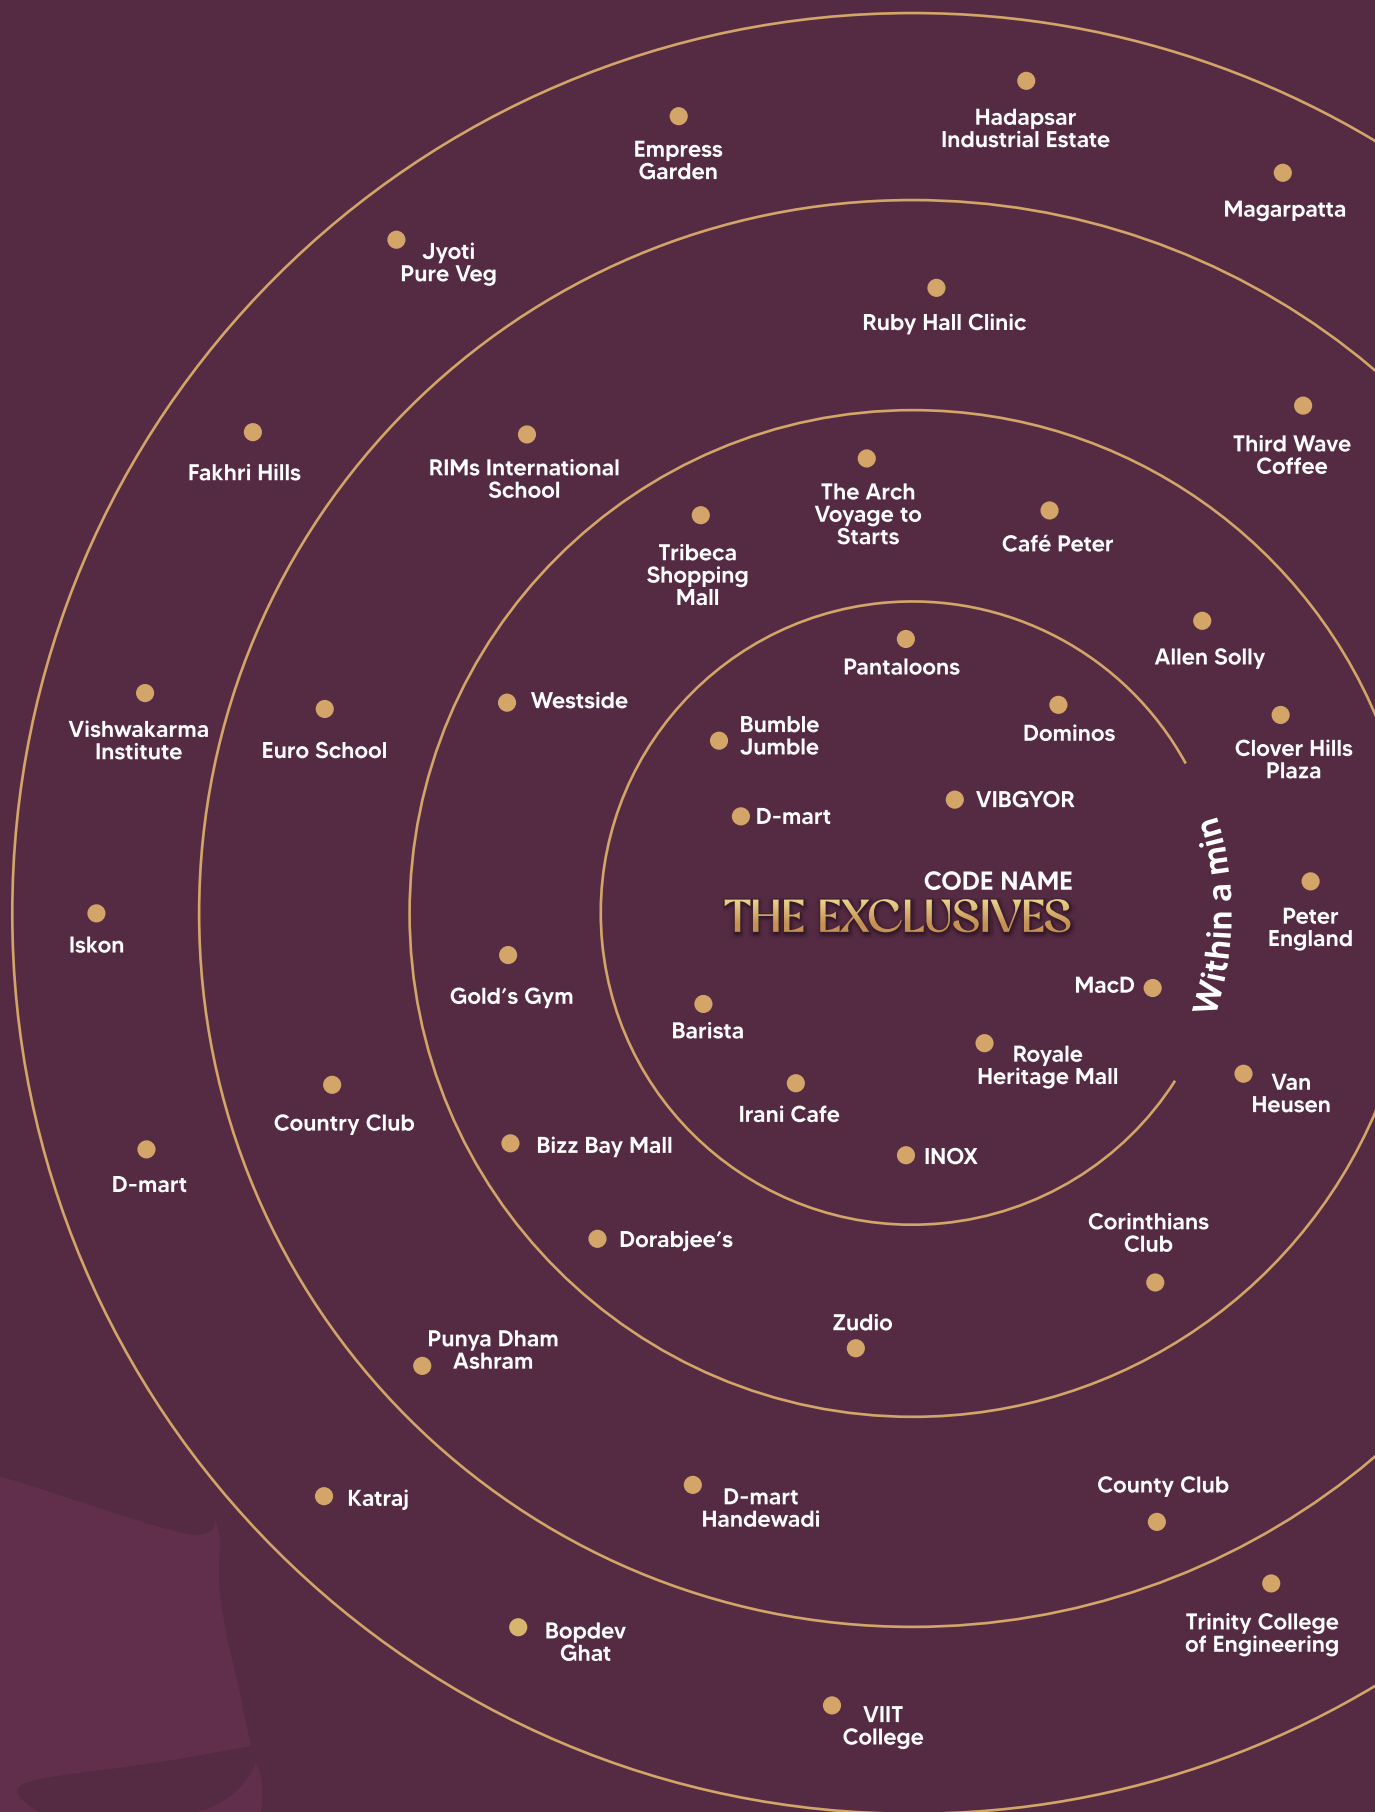 Hadapsar
Industrial Estate
Empress
Garden
Magarpatta
Jyoti
Pure Veg
Ruby Hall Clinic
Third Wave
Coffee
Fakhri Hills
RIMs International
School
The Arch
Voyage to
Starts
Café Peter
Tribeca
Shopping
Mall
Allen Solly
Pantaloons
Westside
Vishwakarma
Institute
Euro School
Bumble
Jumble
Dominos
Clover Hills
Plaza
VIBGYOR
D-mart
Within a min
CODE NAME
THE EXCLUSIVES
Peter
England
Iskon
Gold’s Gym
MacD
Barista
Royale
Heritage Mall
Van
Heusen
Irani Cafe
Country Club
Bizz Bay Mall
INOX
D-mart
Dorabjee’s
Corinthians
Club
Zudio
Punya Dham
Ashram
Katraj
D-mart
Handewadi
County Club
Trinity College
of Engineering
Bopdev
Ghat
VIIT
College